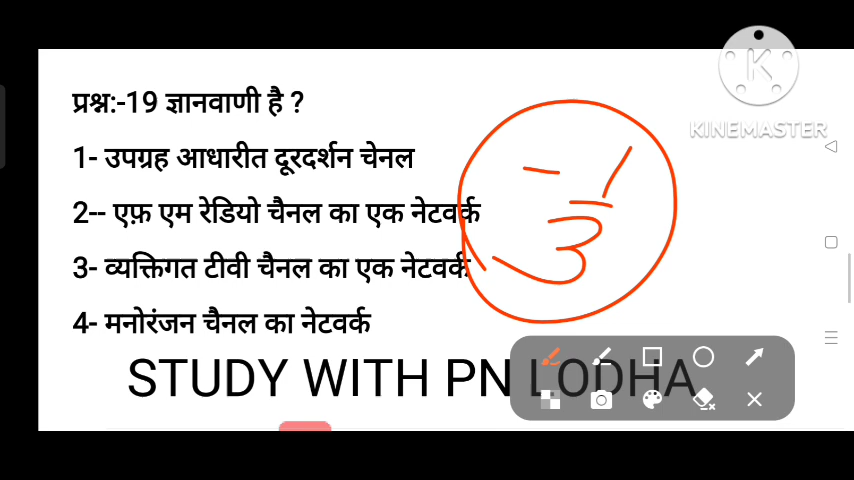 प्रश्न:-19 ज्ञानवाणी है ?
1- उपग्रह आधारीत दूरदर्शन चेनल
2-- एफ़ एम रेडियो चैनल का एक नेटवर्क
3- व्यक्तिगत टीवी चैनल का एक नेटवर्क
4- मनोरंजन चैनल का नेटवर्क
STUDY WITH PN LODHA
K
KINEMASTER